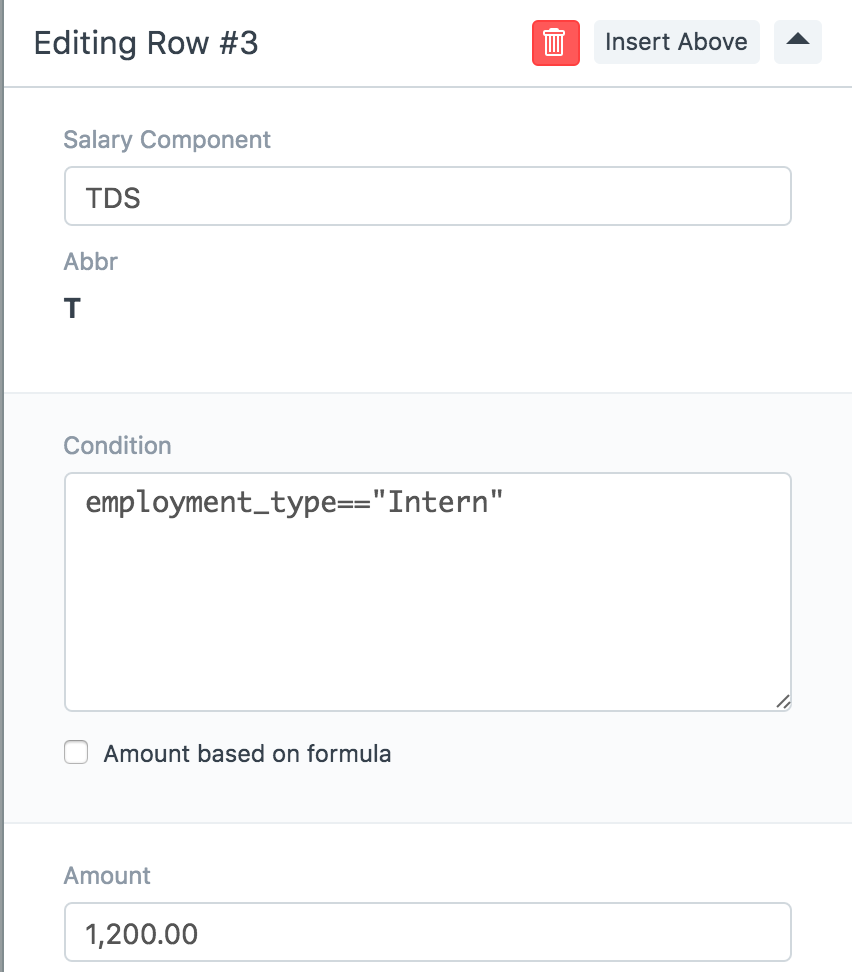 Editing Row #3
Insert Above
Salary Component
TDS
Abbr
T
Condition
employment_type=="Intern"
Amount based on formula
Amount
1,200.00